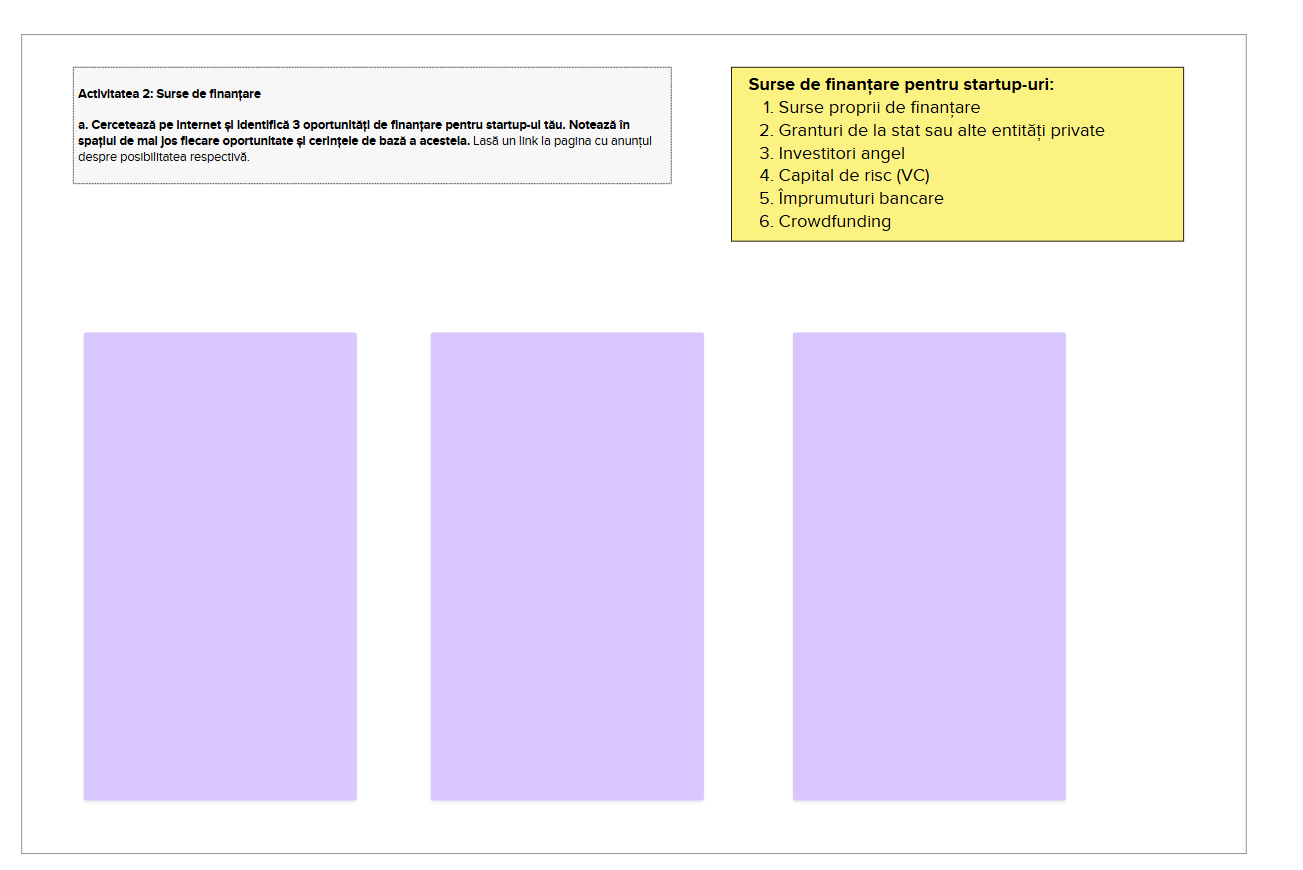 Activitatea 2: Surse de finanțare
a. Cercetează pe internet și identifică 3 oportunități de finanțare pentru startup-ul tău. Notează în
spațiul de mai jos fiecare oportunitate și cerințele de bază a acesteia. Lasă un link la pagina cu anunțul
despre posibilitatea respectivă.
Surse de finanțare pentru startup-uri:
1. Surse proprii de finanțare
2. Granturi de la stat sau alte entități private
3. Investitori angel
4. Capital de risc (VC)
5. Împrumuturi bancare
6. Crowdfunding